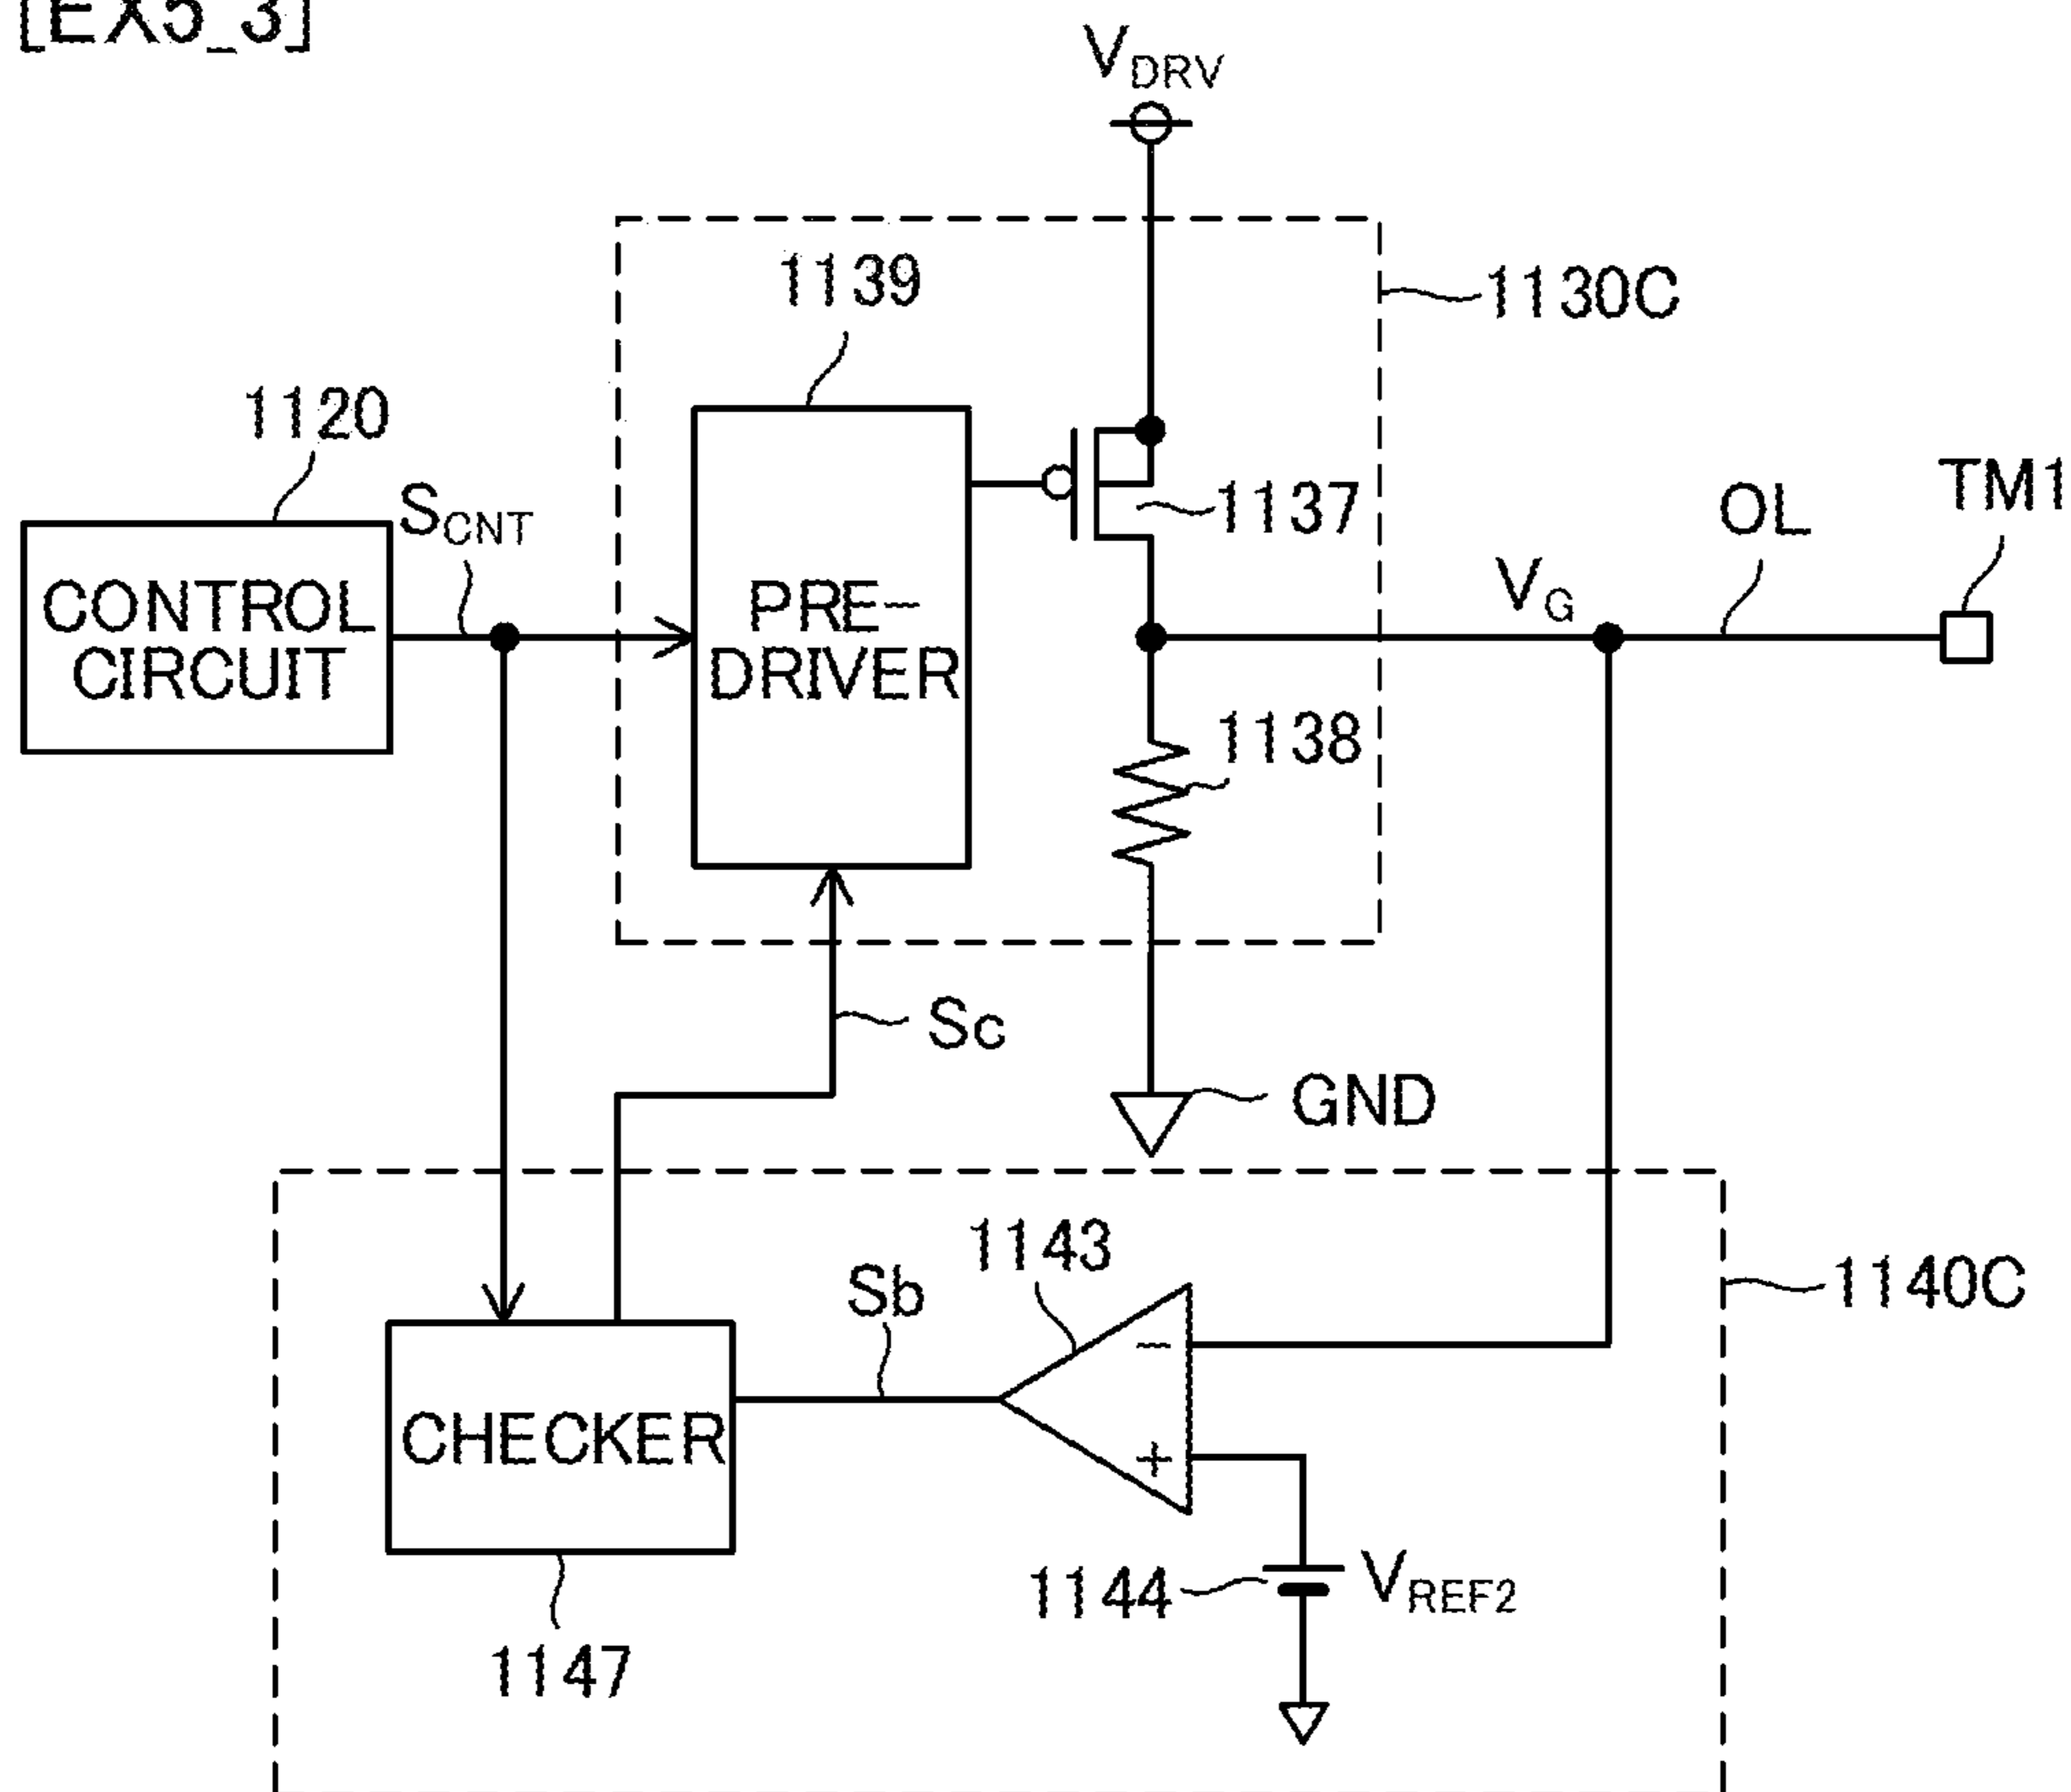 [EX5_3]
VDRV
1139
1130C
1120
SCNT
1137
OL
TM1
CONTROL
CIRCUIT
PRE-
DRIVER
VG
1138
Sc
GND
1143
Sb
1140C
−
CHECKER
+
1144
VREF2
1147